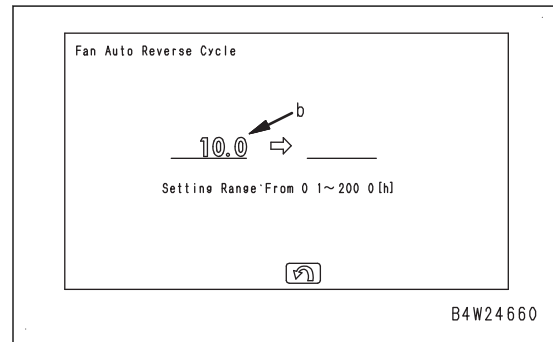 Fan Auto Reverse Cycle
b
10.0 ⇨
Setting Range From 0 1~200 0[h]
B4W24660